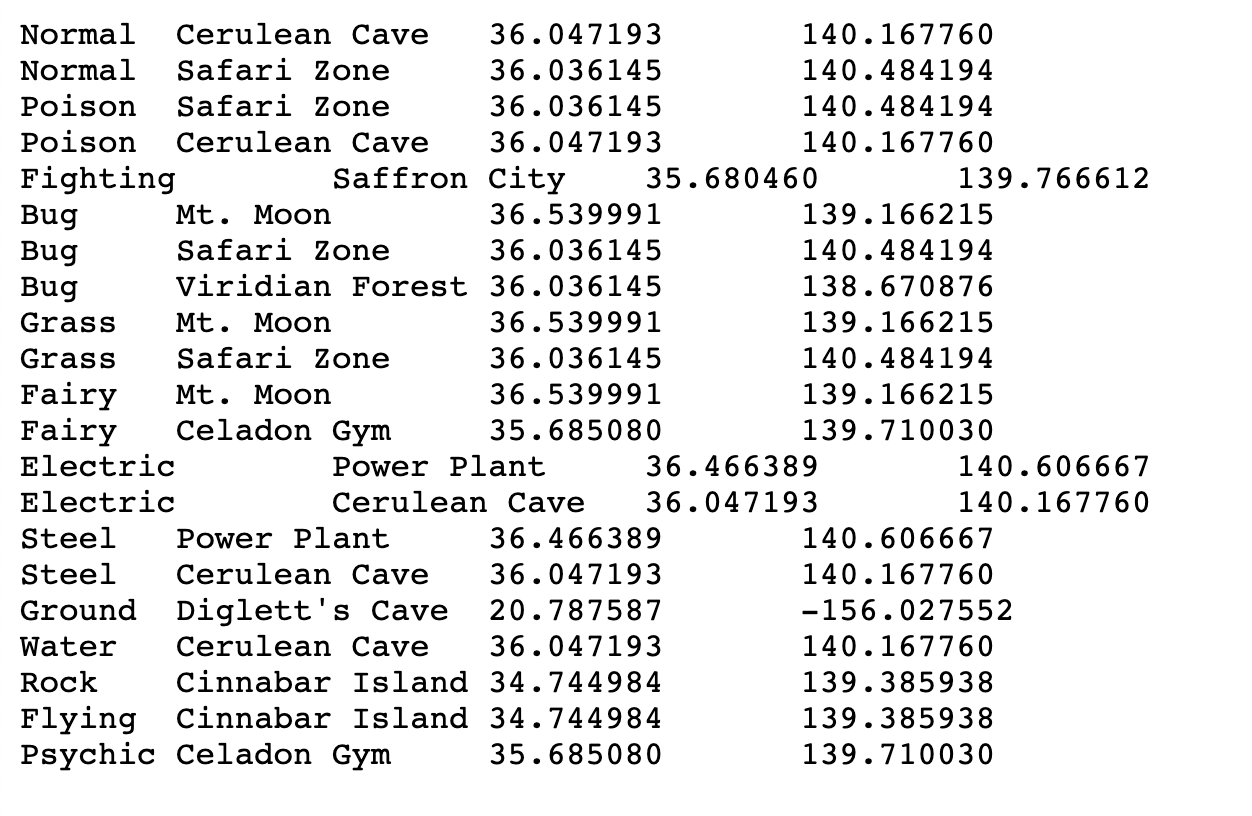 Normal Cerulean Cave 36.047193 140.167760
Normal Safari Zone 36.036145 140.484194
Poison Safari Zone 36.036145 140.484194
Poison Cerulean Cave 36.047193 140.167760
Fighting Saffron City 35.680460 139.766612
Bug Mt. Moon 36.539991 139.166215
Bug Safari Zone 36.036145 140.484194
Bug Viridian Forest 36.036145 138.670876
Grass Mt. Moon 36.539991 139.166215
Grass Safari Zone 36.036145 140.484194
Fairy Mt. Moon 36.539991 139.166215
Fairy Celadon Gym 35.685080 139.710030
Electric Power Plant 36.466389 140.606667
Electric Cerulean Cave 36.047193 140.167760
Steel Power Plant 36.466389 140.606667
Steel Cerulean Cave 36.047193 140.167760
Ground Diglett's Cave 20.787587 -156.027552
Water Cerulean Cave 36.047193 140.167760
Rock Cinnabar Island 34.744984 139.385938
Flying Cinnabar Island 34.744984 139.385938
Psychic Celadon Gym 35.685080 139.710030